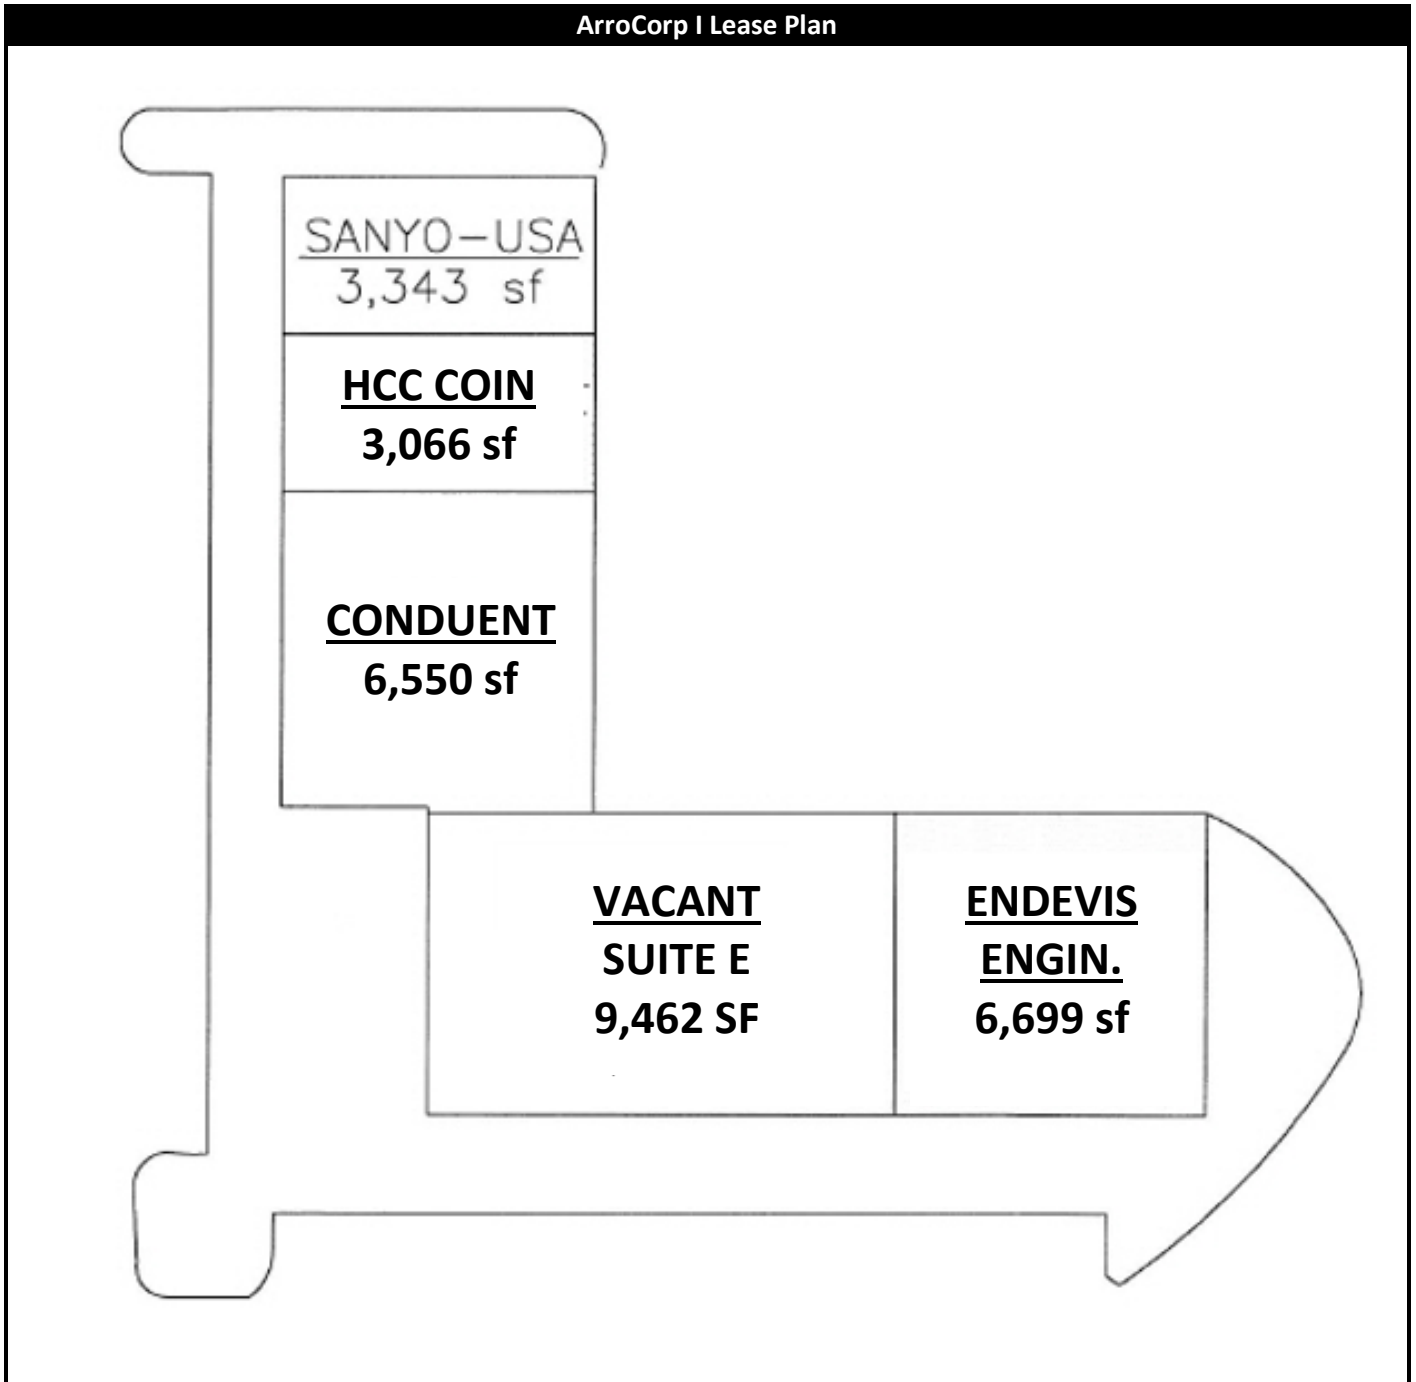 ArroCorp I Lease Plan
SANYO-USA
3,343 sf
HCC COIN
3,066 sf
CONDUENT
6,550 sf
VACANT
SUITE E
9,462 SF
ENDEVIS
ENGIN.
6,699 sf